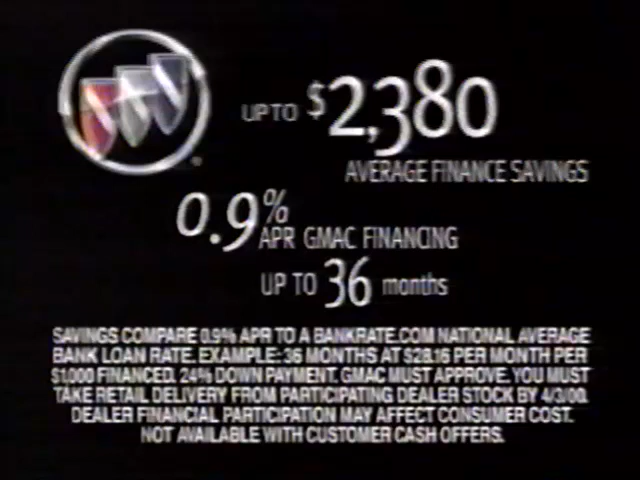 UP TO $2,380
AVERAGE FINANCE SAVINGS
0.9%
APR GMAC FINANCING
UP TO 36 months
SAVINGS COMPARE 0.9% APR TO A BANKRATE.COM NATIONAL AVERAGE
BANK LOAN RATE. EXAMPLE: 36 MONTHS AT $28.16 PER MONTH PER
$1,000 FINANCED. 24% DOWN PAYMENT. GMAC MUST APPROVE. YOU MUST
TAKE RETAIL DELIVERY FROM PARTICIPATING DEALER STOCK BY 4/3/00.
DEALER FINANCIAL PARTICIPATION MAY AFFECT CONSUMER COST.
NOT AVAILABLE WITH CUSTOMER CASH OFFERS.